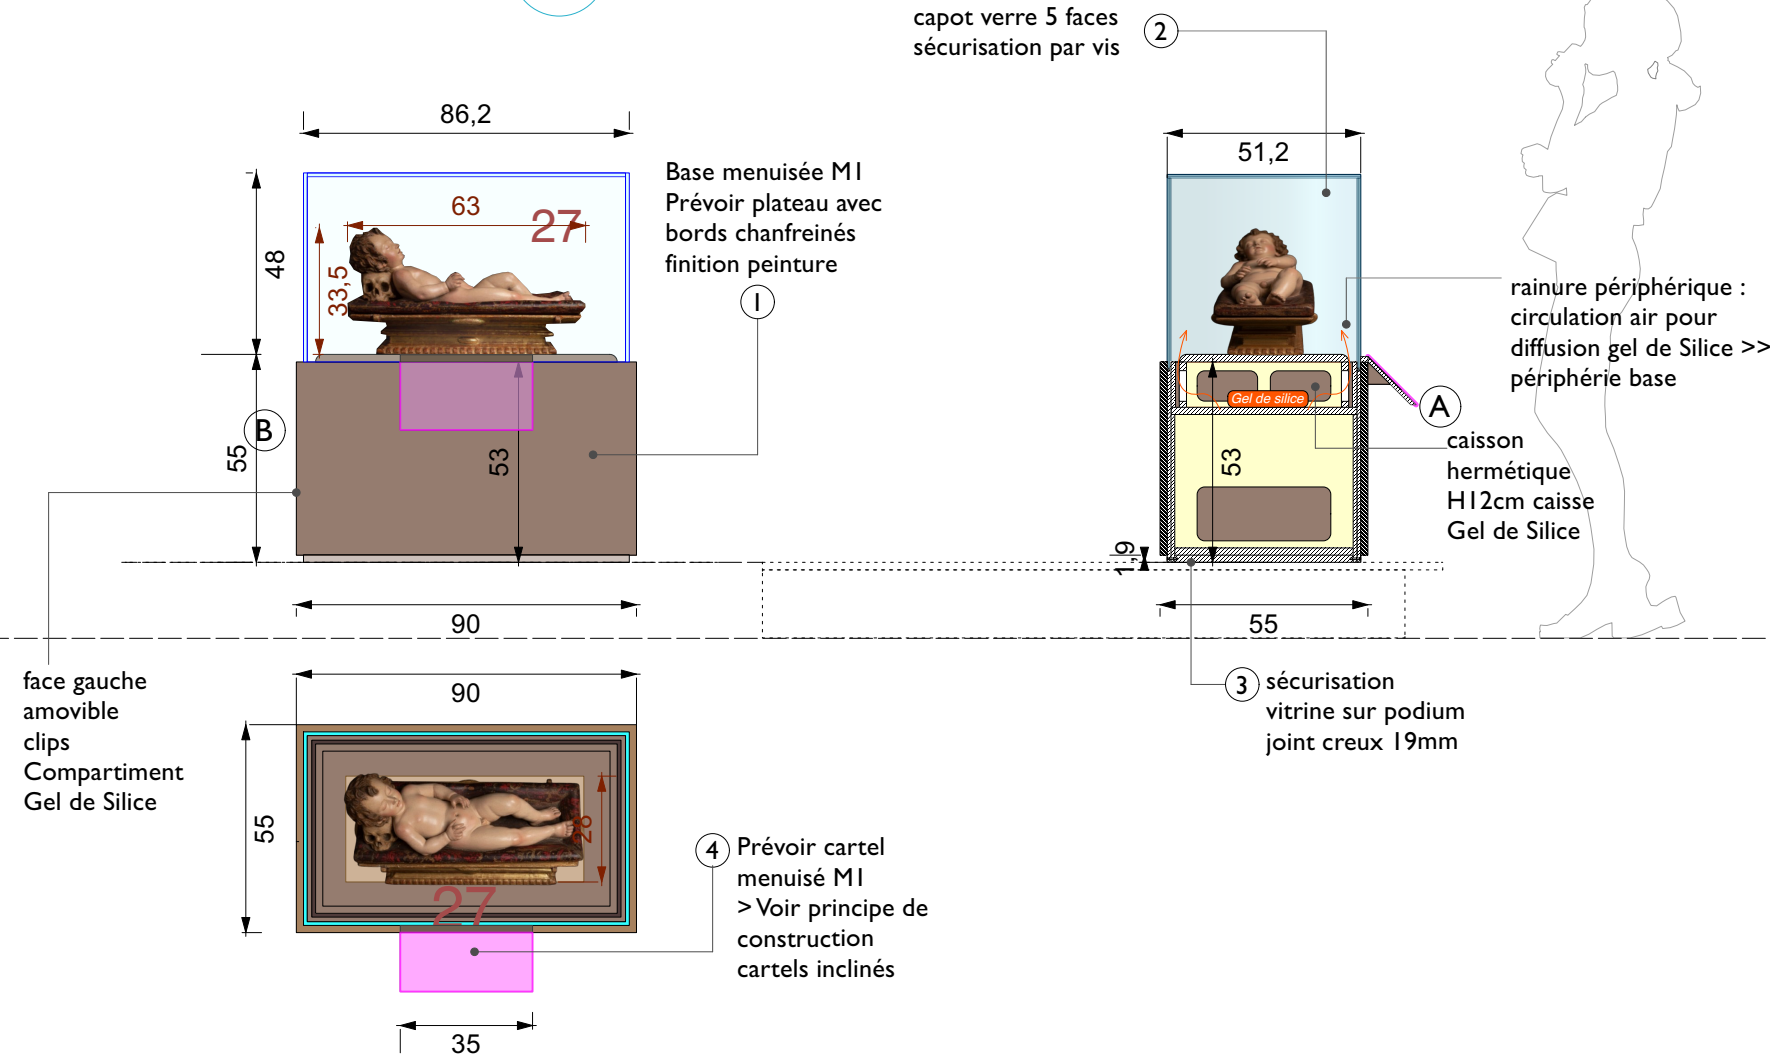 capot verre 5 faces
sécurisation par vis
2
86,2
51,2
Base menuisée M1
Prévoir plateau avec
bords chanfreinés
finition peinture
1
63
27
48
33,5
rainure périphérique :
circulation air pour
diffusion gel de Silice >>
périphérie base
Gel de silice
A
B
55
53
53
caisson
hermétique
H12cm caisse
Gel de Silice
1,9
90
55
face gauche
amovible
clips
Compartiment
Gel de Silice
90
3
sécurisation
vitrine sur podium
joint creux 19mm
55
28
27
4
Prévoir cartel
menuisé M1
> Voir principe de
construction
cartels inclinés
35